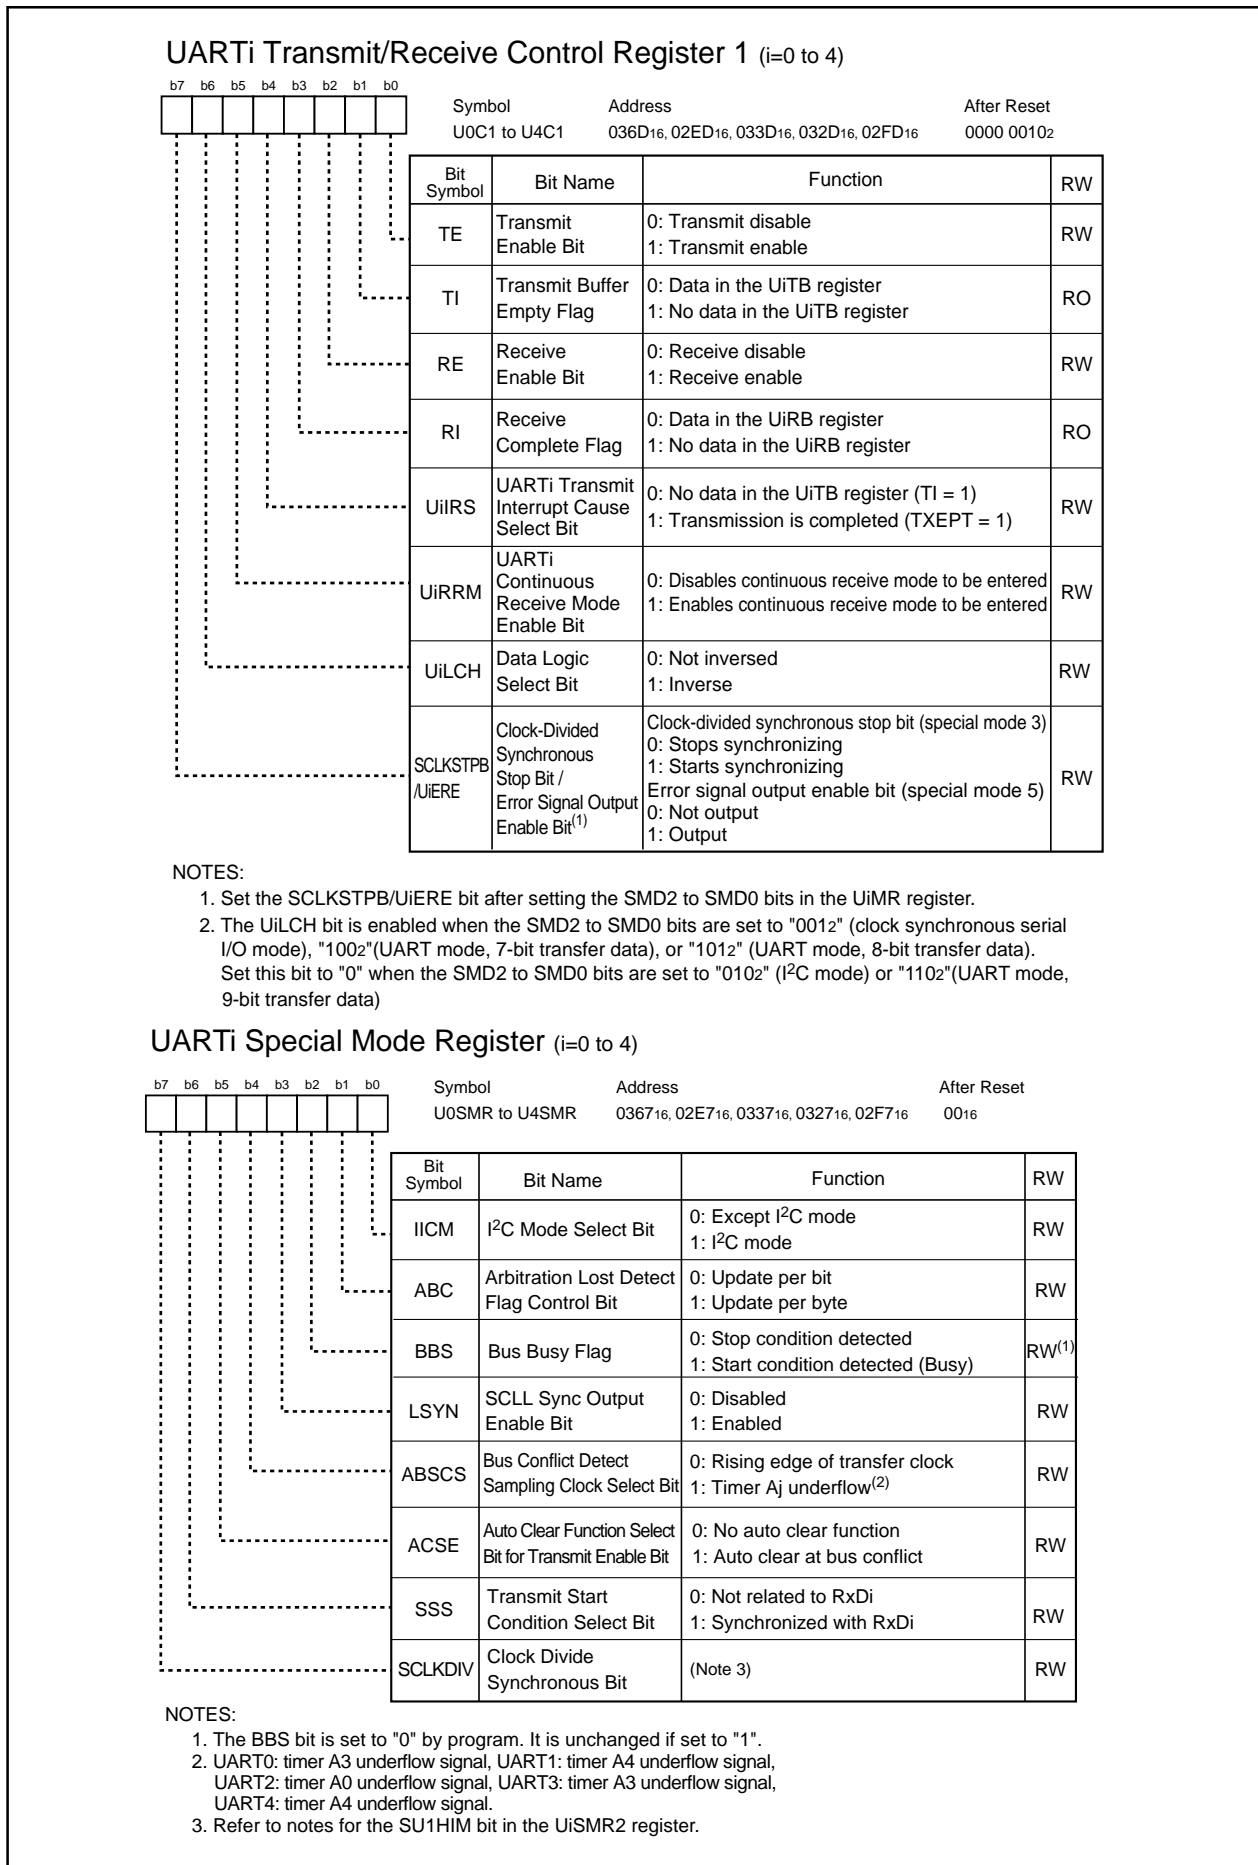 UARTi Transmit/Receive Control Register 1 (i=0 to 4)
b7 b6 b5 b4 b3 b2 b1 b0
Symbol Address After Reset
U0C1 to U4C1 036D16, 02ED16, 033D16, 032D16, 02FD16 0000 00102
Bit
Symbol Bit Name Function RW
TE Transmit
Enable Bit 0: Transmit disable
1: Transmit enable RW
TI Transmit Buffer
Empty Flag 0: Data in the UiTB register
1: No data in the UiTB register RO
RE Receive
Enable Bit 0: Receive disable
1: Receive enable RW
RI Receive
Complete Flag 0: Data in the UiRB register
1: No data in the UiRB register RO
UiIRS UARTi Transmit
Interrupt Cause
Select Bit 0: No data in the UiTB register (TI = 1)
1: Transmission is completed (TXEPT = 1) RW
UiRRM UARTi
Continuous
Receive Mode
Enable Bit 0: Disables continuous receive mode to be entered
1: Enables continuous receive mode to be entered RW
UiLCH Data Logic
Select Bit 0: Not inversed
1: Inverse RW
SCLKSTPB
/UiERE Clock-Divided
Synchronous
Stop Bit /
Error Signal Output
Enable Bit(1) Clock-divided synchronous stop bit (special mode 3)
0: Stops synchronizing
1: Starts synchronizing
Error signal output enable bit (special mode 5)
0: Not output
1: Output RW
NOTES:
1. Set the SCLKSTPB/UiERE bit after setting the SMD2 to SMD0 bits in the UiMR register.
2. The UiLCH bit is enabled when the SMD2 to SMD0 bits are set to "0012" (clock synchronous serial
I/O mode), "1002"(UART mode, 7-bit transfer data), or "1012" (UART mode, 8-bit transfer data).
Set this bit to "0" when the SMD2 to SMD0 bits are set to "0102" (I2C mode) or "1102"(UART mode,
9-bit transfer data)
UARTi Special Mode Register (i=0 to 4)
b7 b6 b5 b4 b3 b2 b1 b0
Symbol Address After Reset
U0SMR to U4SMR 036716, 02E716, 033716, 032716, 02F716 0016
Bit
Symbol Bit Name Function RW
IICM I2C Mode Select Bit 0: Except I2C mode
1: I2C mode RW
ABC Arbitration Lost Detect
Flag Control Bit 0: Update per bit
1: Update per byte RW
BBS Bus Busy Flag 0: Stop condition detected
1: Start condition detected (Busy) RW(1)
LSYN SCLL Sync Output
Enable Bit 0: Disabled
1: Enabled RW
ABSCS Bus Conflict Detect
Sampling Clock Select Bit 0: Rising edge of transfer clock
1: Timer Aj underflow(2) RW
ACSE Auto Clear Function Select
Bit for Transmit Enable Bit 0: No auto clear function
1: Auto clear at bus conflict RW
SSS Transmit Start
Condition Select Bit 0: Not related to RxDi
1: Synchronized with RxDi RW
SCLKDIV Clock Divide
Synchronous Bit (Note 3) RW
NOTES:
1. The BBS bit is set to "0" by program. It is unchanged if set to "1".
2. UART0: timer A3 underflow signal, UART1: timer A4 underflow signal,
UART2: timer A0 underflow signal, UART3: timer A3 underflow signal,
UART4: timer A4 underflow signal.
3. Refer to notes for the SU1HIM bit in the UiSMR2 register.